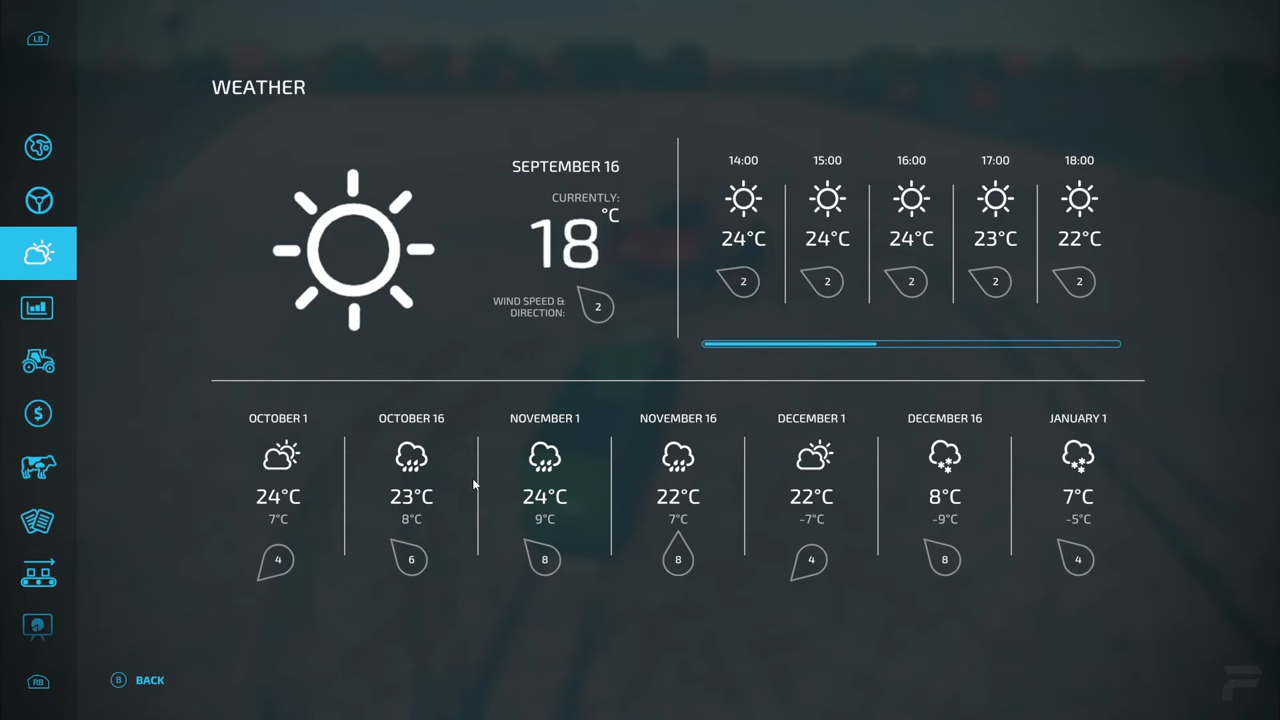 LB
WEATHER
SEPTEMBER 16
CURRENTLY:
18 °C
WIND SPEED &
DIRECTION:
2
14:00 15:00 16:00 17:00 18:00
24°C 24°C 24°C 23°C 22°C
2 2 2 2 2
OCTOBER 1 OCTOBER 16 NOVEMBER 1 NOVEMBER 16 DECEMBER 1 DECEMBER 16 JANUARY 1
24°C 23°C 24°C 22°C 22°C 8°C 7°C
7°C 8°C 9°C 7°C -7°C -9°C -5°C
4 6 8 8 4 8 4
$
RB
B BACK